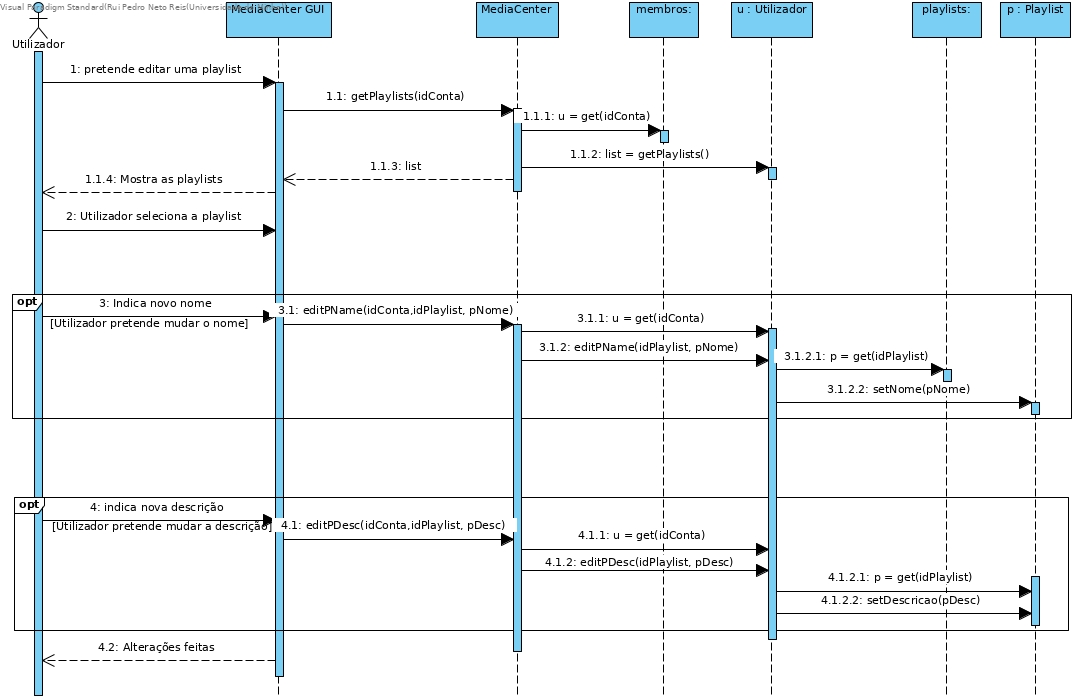 Visual Paradigm Standard(Rui Pedro Neto Reis(Universidade
Utilizador
MediaCenter GUI
MediaCenter
membros:
u : Utilizador
playlists:
p : Playlist
1: pretende editar uma playlist
1.1: getPlaylists(idConta)
1.1.1: u = get(idConta)
1.1.2: list = getPlaylists()
1.1.3: list
1.1.4: Mostra as playlists
2: Utilizador seleciona a playlist
opt
3: Indica novo nome
[Utilizador pretende mudar o nome]
3.1: editPName(idConta,idPlaylist, pNome)
3.1.1: u = get(idConta)
3.1.2: editPName(idPlaylist, pNome)
3.1.2.1: p = get(idPlaylist)
3.1.2.2: setNome(pNome)
opt
4: indica nova descrição
[Utilizador pretende mudar a descrição]
4.1: editPDesc(idConta,idPlaylist, pDesc)
4.1.1: u = get(idConta)
4.1.2: editPDesc(idPlaylist, pDesc)
4.1.2.1: p = get(idPlaylist)
4.1.2.2: setDescricao(pDesc)
4.2: Alterações feitas